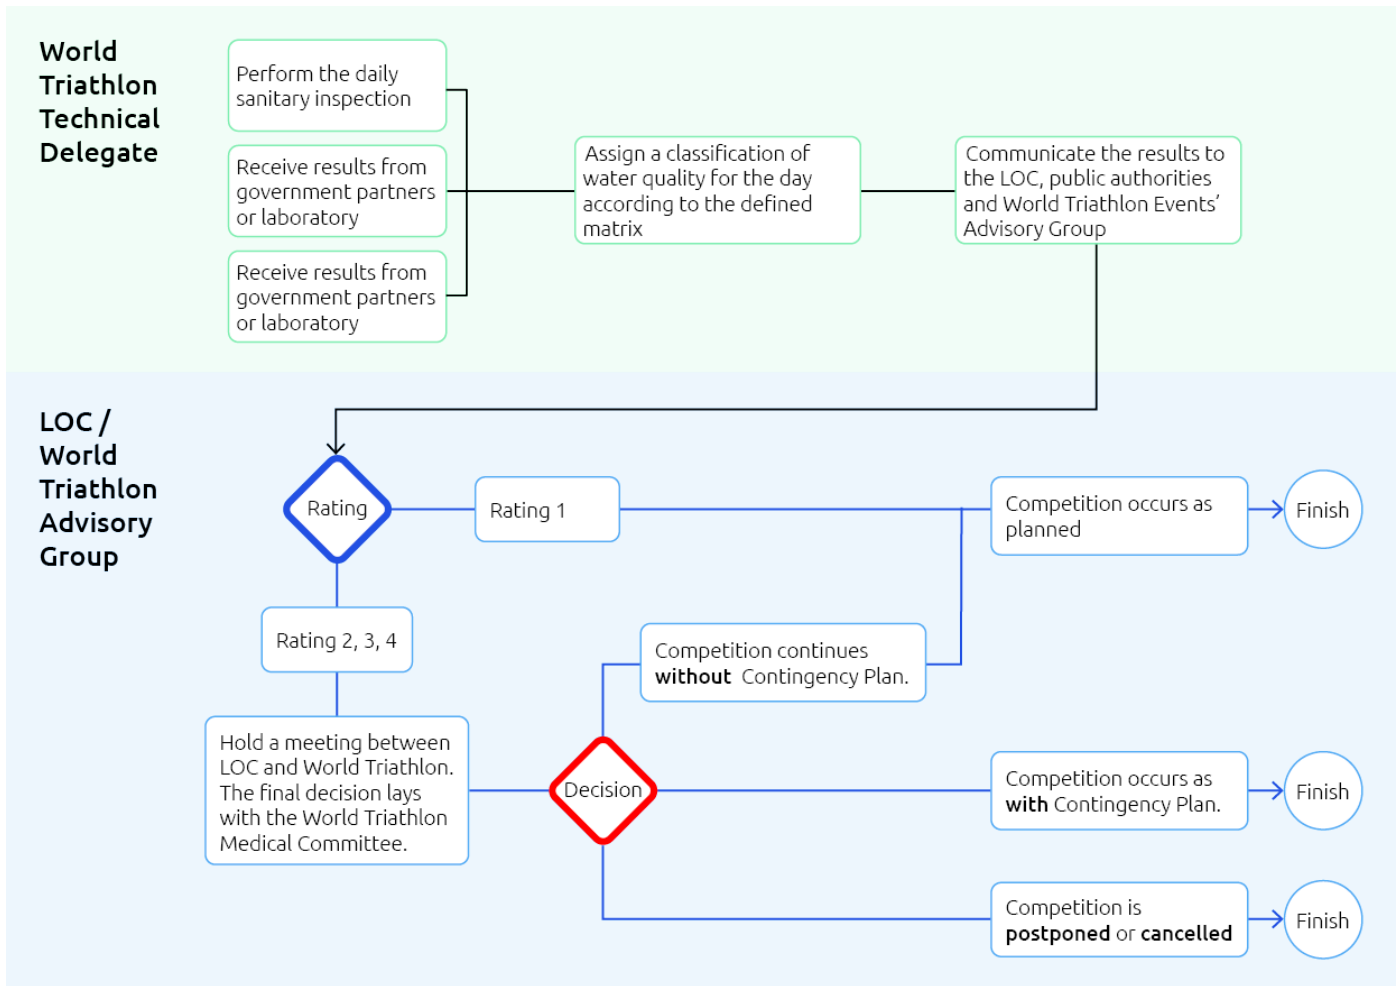 World
Triathlon
Technical
Delegate
Perform the daily
sanitary inspection
Receive results from
government partners
or laboratory
Receive results from
government partners
or laboratory
Assign a classification of
water quality for the day
according to the defined
matrix
Communicate the results to
the LOC, public authorities
and World Triathlon Events’
Advisory Group
LOC /
World
Triathlon
Advisory
Group
Rating
Rating 1
Competition occurs as
planned
Finish
Rating 2, 3, 4
Competition continues
without Contingency Plan.
Hold a meeting between
LOC and World Triathlon.
The final decision lays
with the World Triathlon
Medical Committee.
Decision
Competition occurs as
with Contingency Plan.
Finish
Competition is
postponed or cancelled
Finish